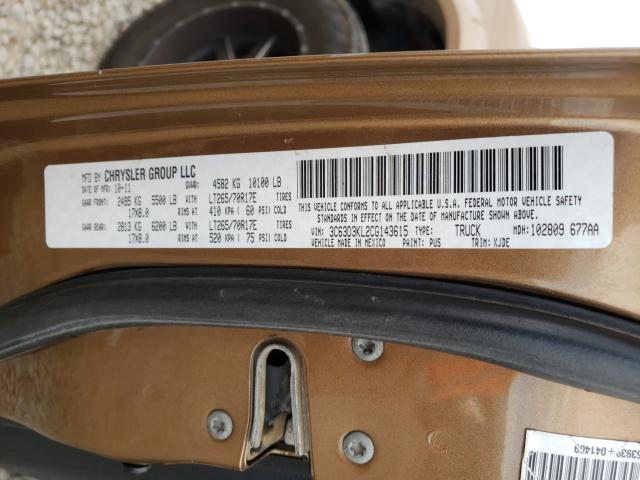 MFD BY CHRYSLER GROUP LLC
DATE OF MFR 10-11 GVWR: 4582 KG 10100 LB
GAWR FRONT 2495 KG 5500 LB WITH LT265/70R17E TIRES
17X8.0 RIMS AT 410 KPA ( 60 PSI) COLD
GAWR REAR: 2813 KG 6200 LB WITH LT265/70R17E TIRES
17X8.0 RIMS AT 520 KPA ( 75 PSI) COLD
THIS VEHICLE CONFORMS TO ALL APPLICABLE U.S.A. FEDERAL MOTOR VEHICLE SAFETY
STANDARDS IN EFFECT ON THE DATE OF MANUFACTURE SHOWN ABOVE.
VIN: 3C63D3KL2CG143615 TYPE: TRUCK MDH: 102809 677AA
VEHICLE MADE IN MEXICO PAINT: PUS TRIM: XJDE